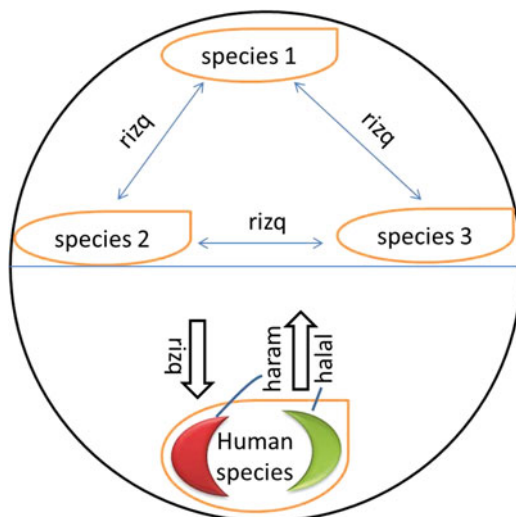 species 1
rizq
rizq
species 2
rizq
species 3
rizq
haram
halal
Human
species